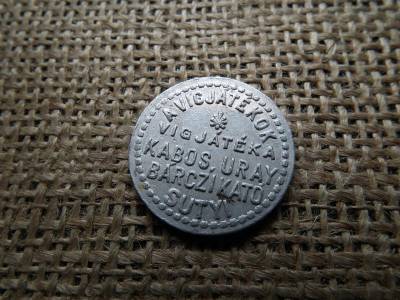 A VIGJÁTÉKOK
VIGJÁTÉKA
KABOS URAY
BÁRCZI KATÓ
SUTYI